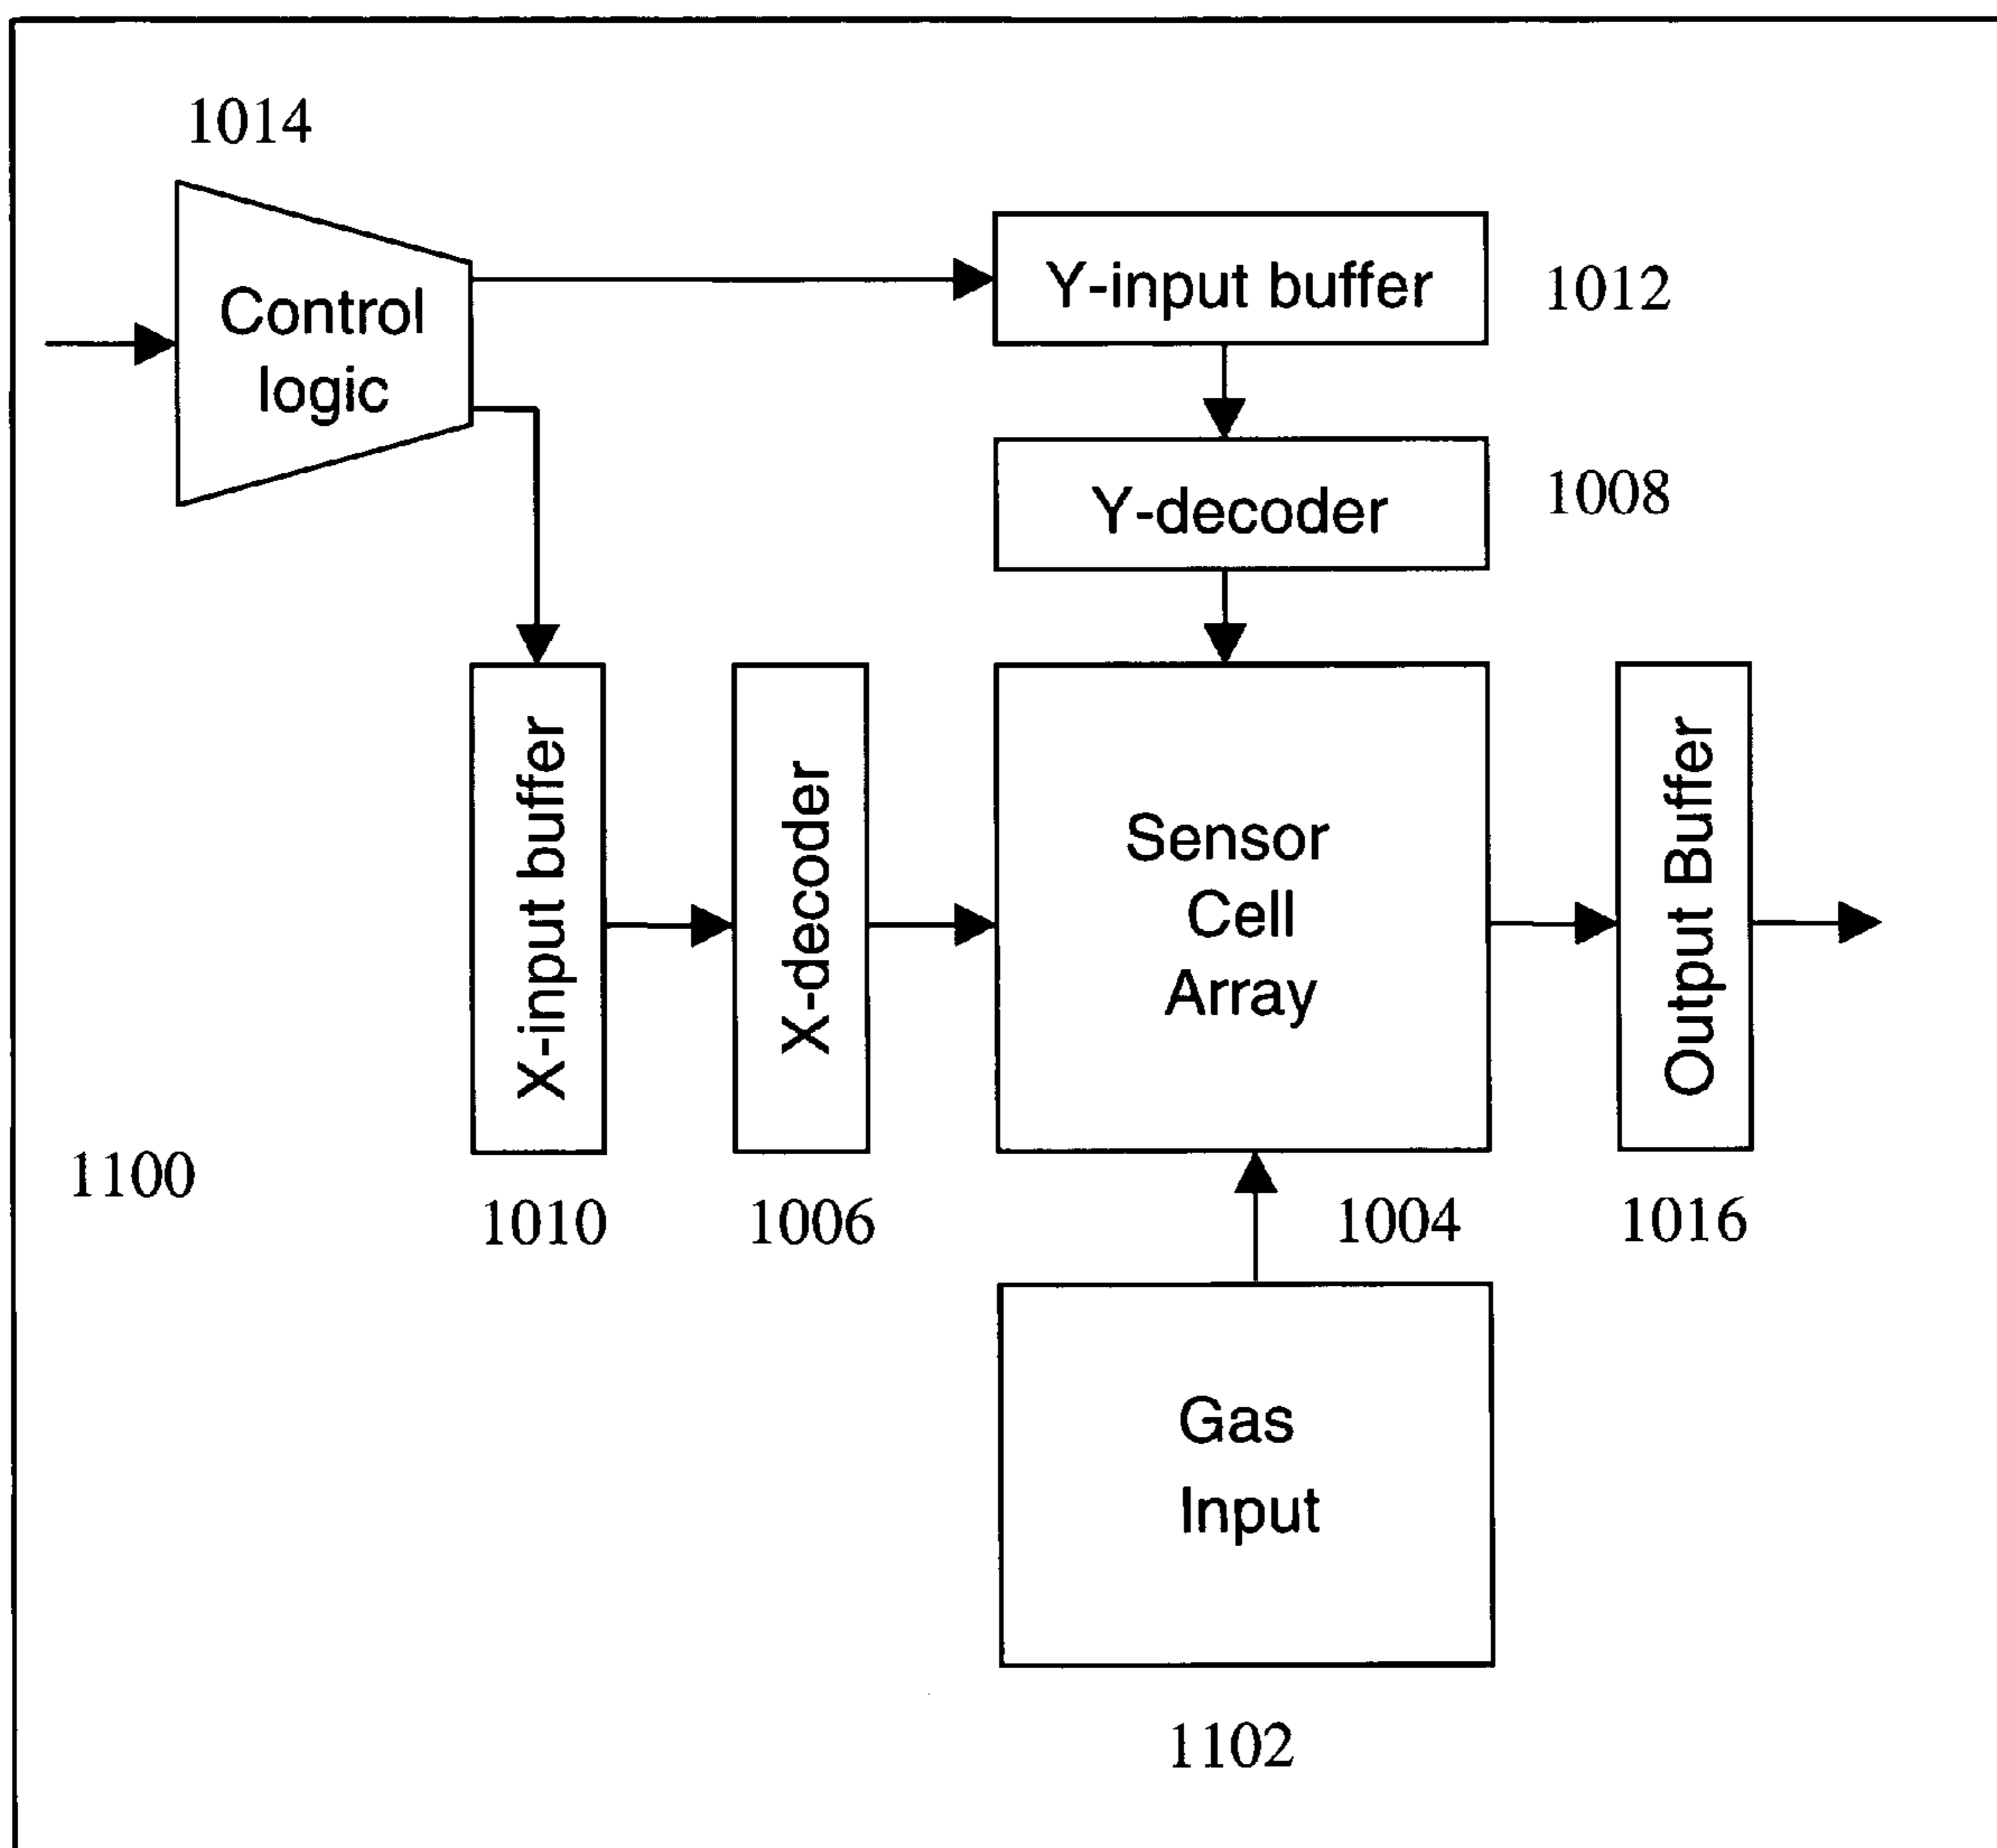 1014
Control
logic
Y-input buffer
1012
Y-decoder
1008
X-input buffer
X-decoder
Sensor
Cell
Array
Output Buffer
1100
1010
1006
1004
1016
Gas
Input
1102